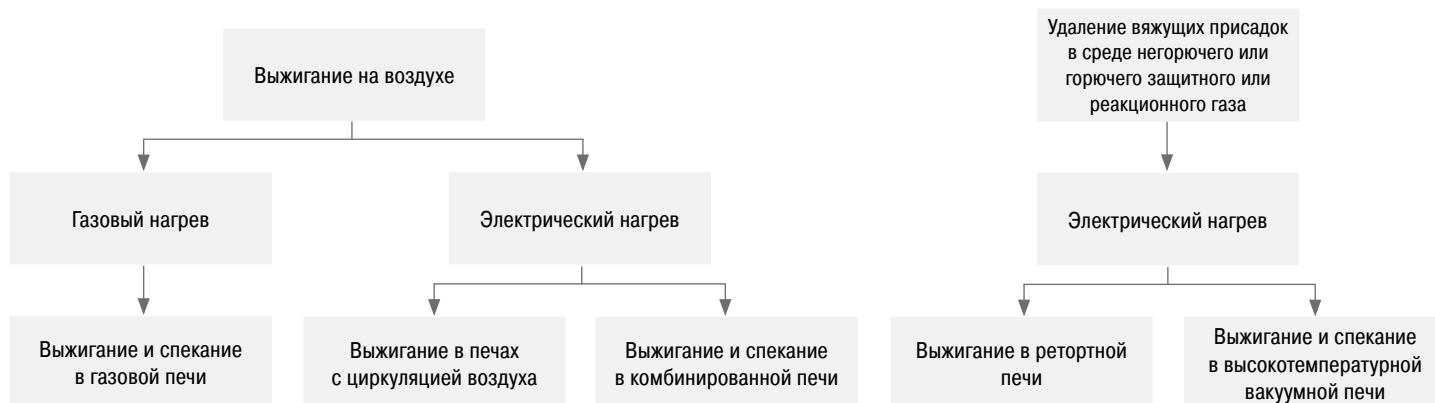 Выжигание на воздухе
Удаление вяжущих присадок
в среде негорючего или
горючего защитного или
реакционного газа
Газовый нагрев
Электрический нагрев
Электрический нагрев
Выжигание и спекание
в газовой печи
Выжигание в печах
с циркуляцией воздуха
Выжигание и спекание
в комбинированной печи
Выжигание в ретортной
печи
Выжигание и спекание
в высокотемпературной
вакуумной печи